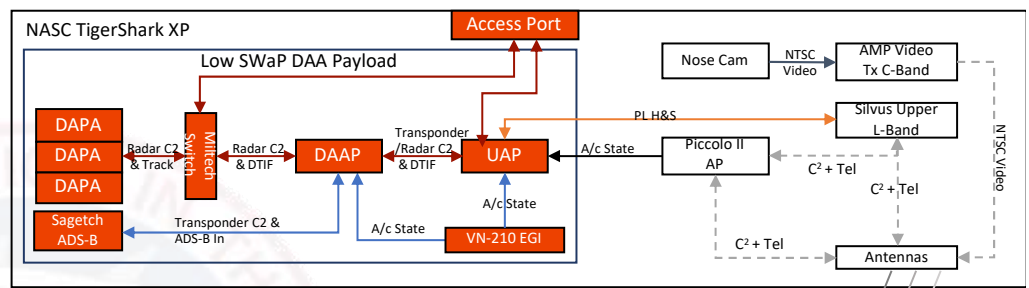 NASC TigerShark XP
Access Port
Low SWaP DAA Payload
Nose Cam
NTSC
Video
AMP Video
Tx C-Band
DAPA
DAPA
DAPA
Radar C2
& Track
Miltech
Switch
Radar C2
& DTIF
DAAP
Transponder
/Radar C2
& DTIF
UAP
PL H&S
Silvus Upper
L-Band
A/c State
Piccolo II
AP
C² + Tel
C² + Tel
NTSC Video
Sagetch
ADS-B
Transponder C2 &
ADS-B In
A/c State
A/c State
VN-210 EGI
C² + Tel
Antennas